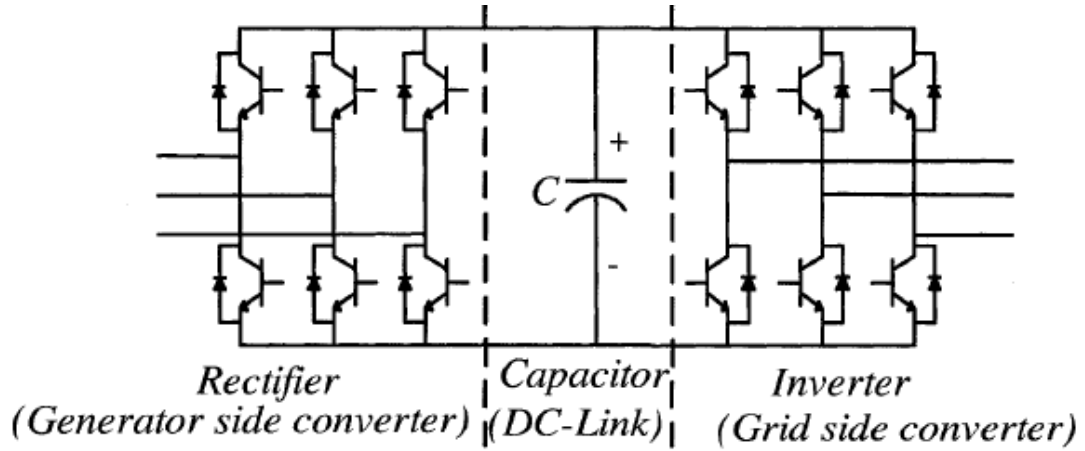 +
C
-
Rectifier
(Generator side converter)
Capacitor
(DC-Link)
Inverter
(Grid side converter)